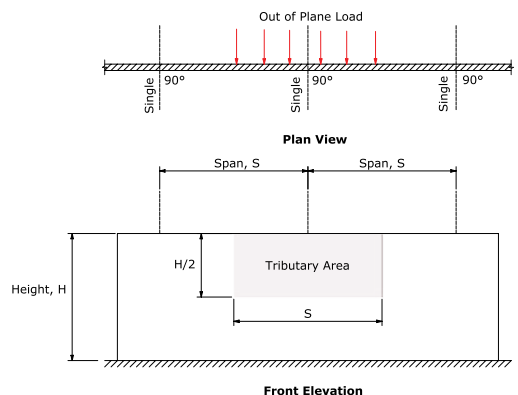 Out of Plane Load
Single
90°
Single
90°
Single
90°
Plan View
Span, S
Span, S
Height, H
H/2
Tributary Area
S
Front Elevation